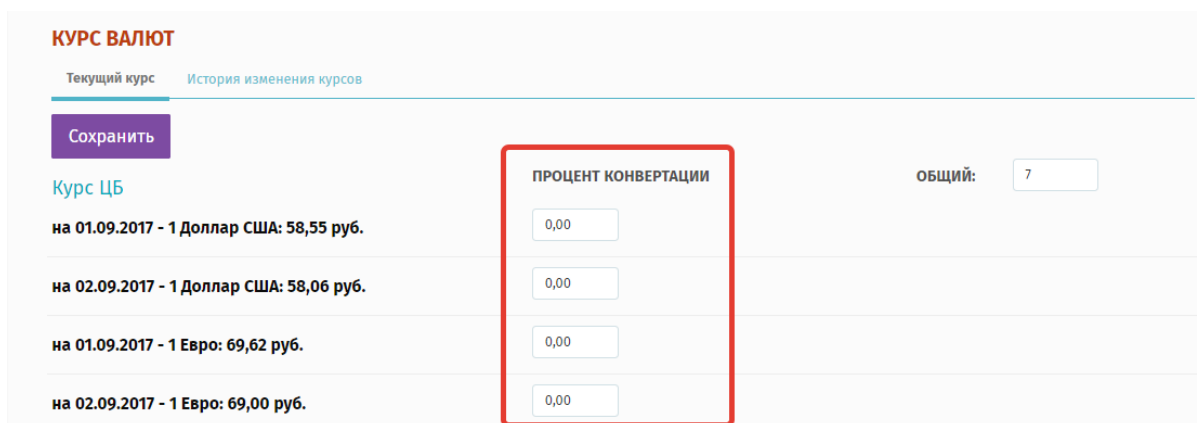 КУРС ВАЛЮТ
Текущий курс История изменения курсов
Сохранить
ПРОЦЕНТ КОНВЕРТАЦИИ ОБЩИЙ: 7
Курс ЦБ
на 01.09.2017 - 1 Доллар США: 58,55 руб. 0,00
на 02.09.2017 - 1 Доллар США: 58,06 руб. 0,00
на 01.09.2017 - 1 Евро: 69,62 руб. 0,00
на 02.09.2017 - 1 Евро: 69,00 руб. 0,00